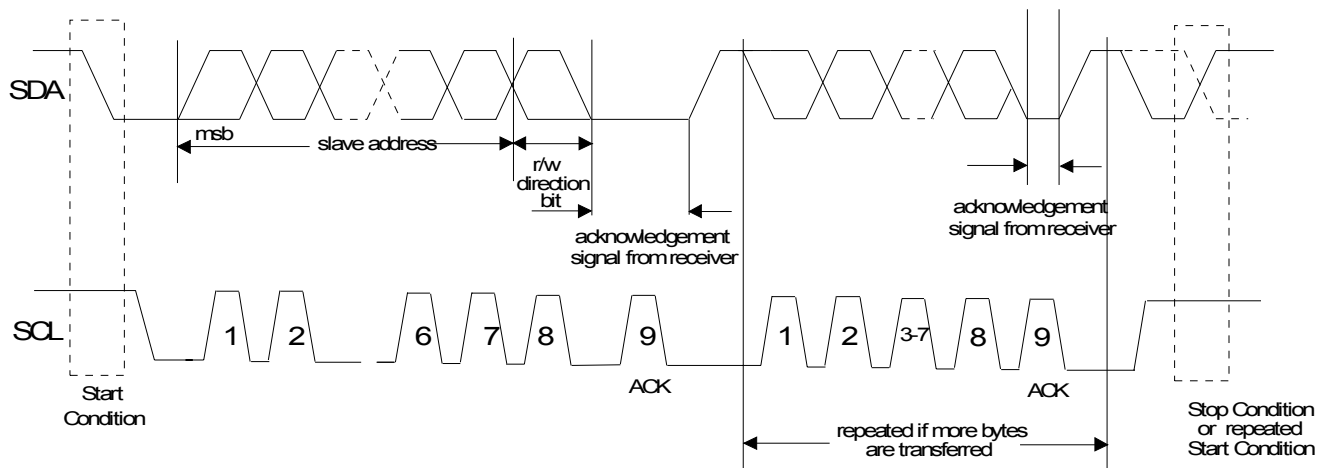 SDA
msb
slave address
r/w
direction
bit
acknowledgement
signal from receiver
acknowledgement
signal from receiver
SCL
1
2
6
7
8
9
1
2
3-7
8
9
ACK
ACK
Start
Condition
repeated if more bytes
are transferred
Stop Condition
or repeated
Start Condition